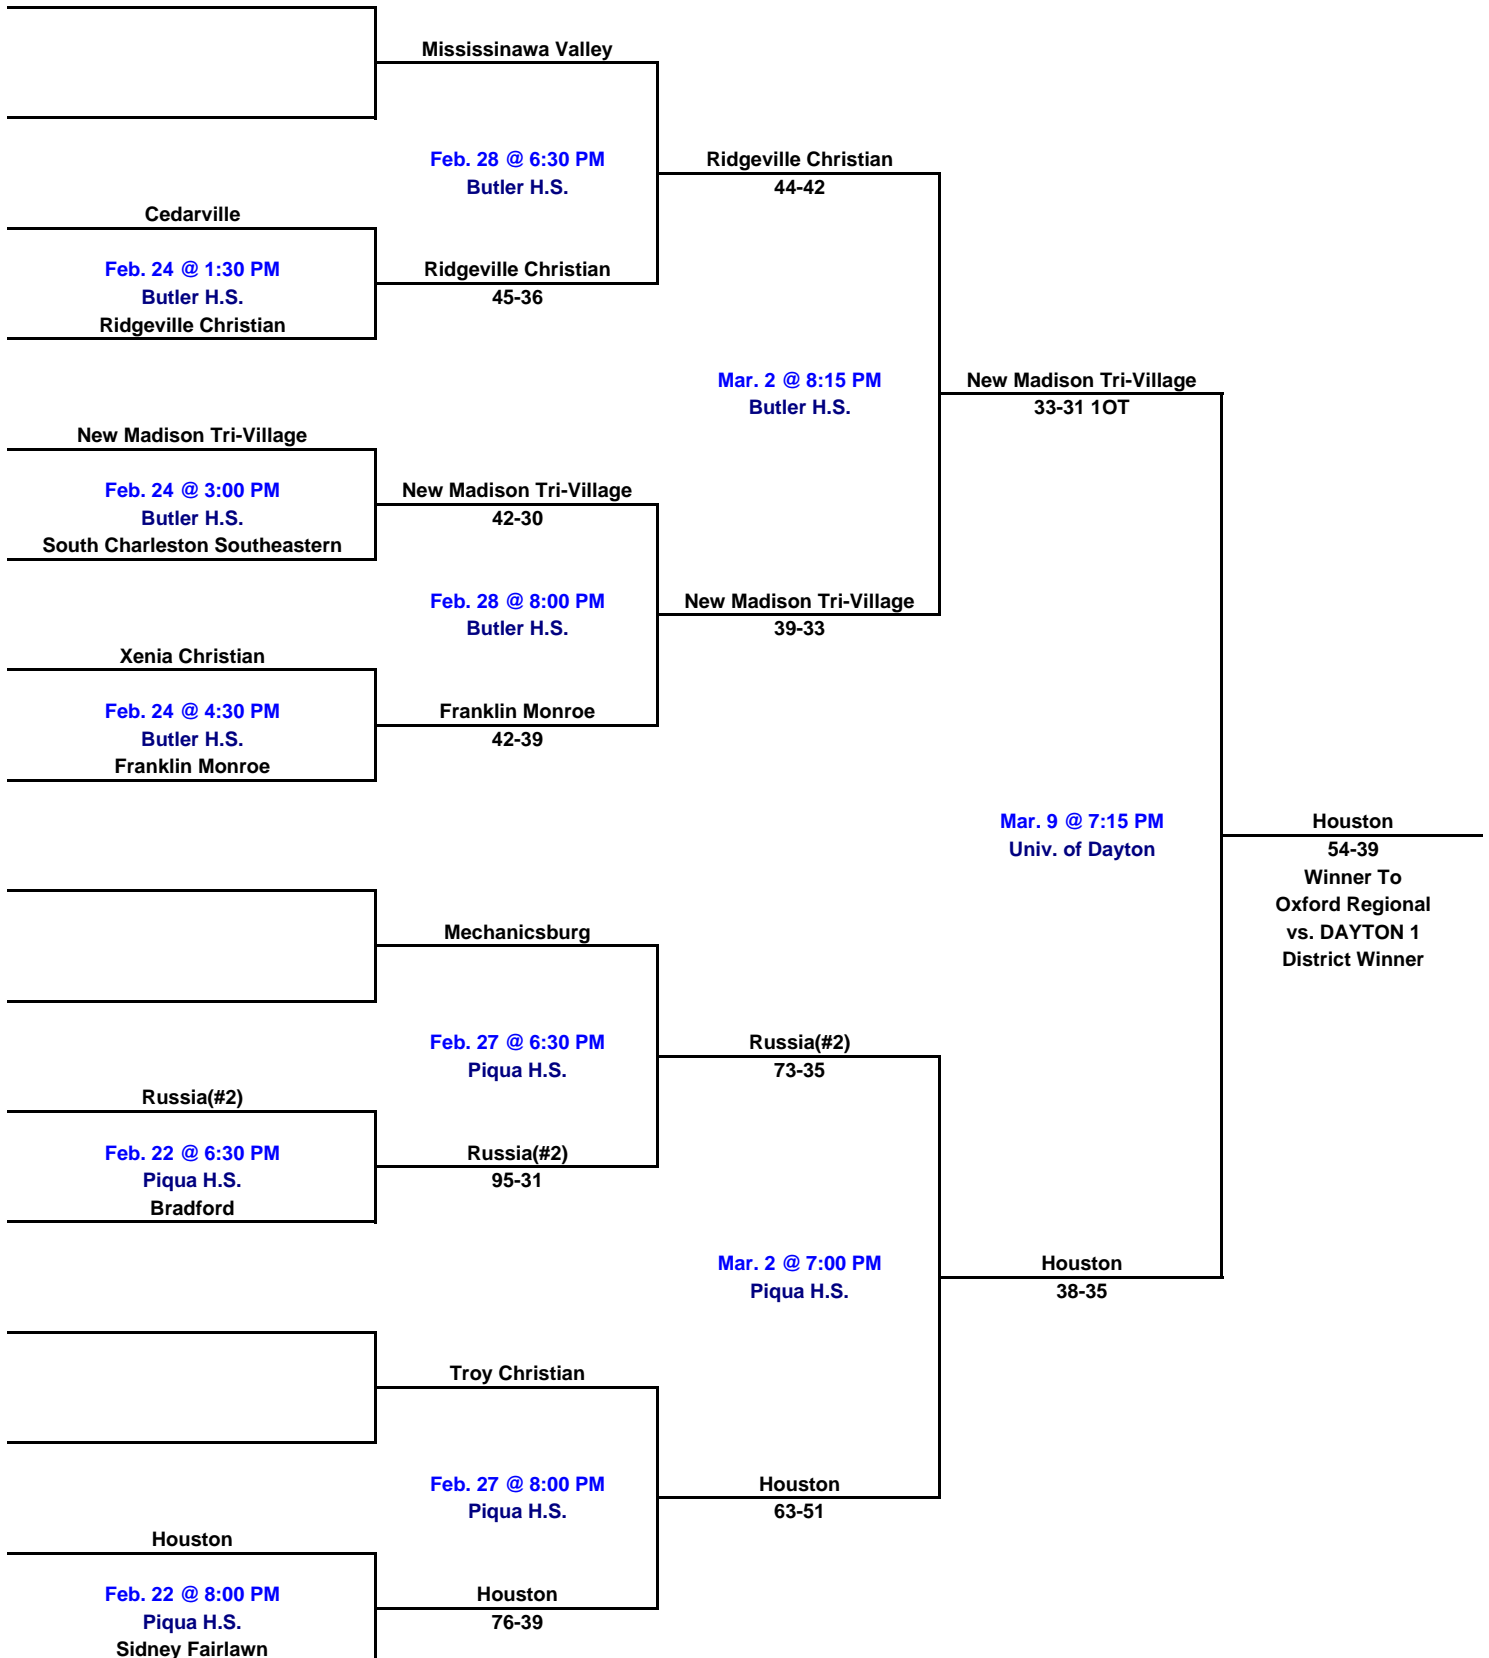 Mississinawa Valley
Feb. 28 @ 6:30 PM
Butler H.S.
Ridgeville Christian
44-42
Cedarville
Feb. 24 @ 1:30 PM
Butler H.S.
Ridgeville Christian
Ridgeville Christian
45-36
Mar. 2 @ 8:15 PM
Butler H.S.
New Madison Tri-Village
33-31 1OT
New Madison Tri-Village
Feb. 24 @ 3:00 PM
Butler H.S.
South Charleston Southeastern
New Madison Tri-Village
42-30
Feb. 28 @ 8:00 PM
Butler H.S.
New Madison Tri-Village
39-33
Xenia Christian
Feb. 24 @ 4:30 PM
Butler H.S.
Franklin Monroe
Franklin Monroe
42-39
Mar. 9 @ 7:15 PM
Univ. of Dayton
Houston
54-39
Winner To
Oxford Regional
vs. DAYTON 1
District Winner
Mechanicsburg
Feb. 27 @ 6:30 PM
Piqua H.S.
Russia(#2)
73-35
Russia(#2)
Feb. 22 @ 6:30 PM
Piqua H.S.
Bradford
Russia(#2)
95-31
Mar. 2 @ 7:00 PM
Piqua H.S.
Houston
38-35
Troy Christian
Feb. 27 @ 8:00 PM
Piqua H.S.
Houston
63-51
Houston
Feb. 22 @ 8:00 PM
Piqua H.S.
Sidney Fairlawn
Houston
76-39